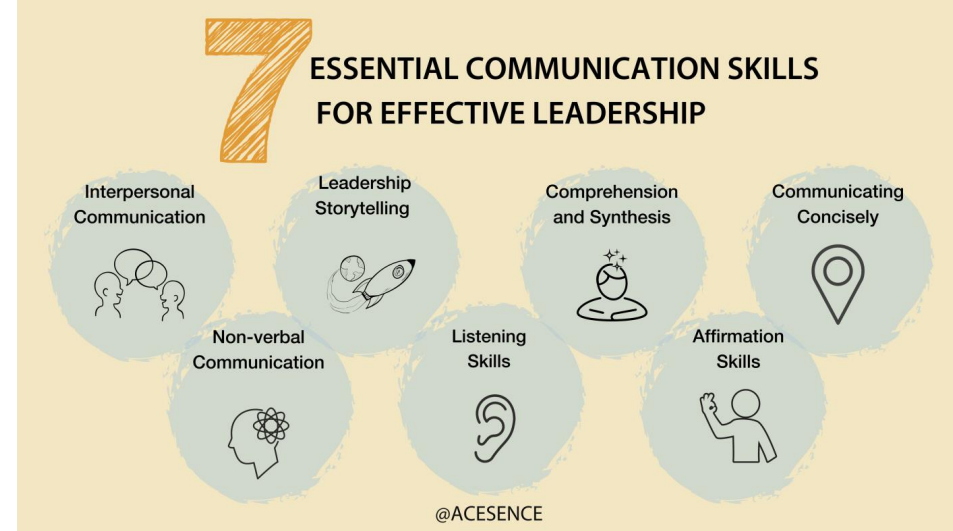 7
ESSENTIAL COMMUNICATION SKILLS
FOR EFFECTIVE LEADERSHIP
Interpersonal
Communication
Leadership
Storytelling
Comprehension
and Synthesis
Communicating
Concisely
Non-verbal
Communication
Listening
Skills
Affirmation
Skills
@ACESENCE